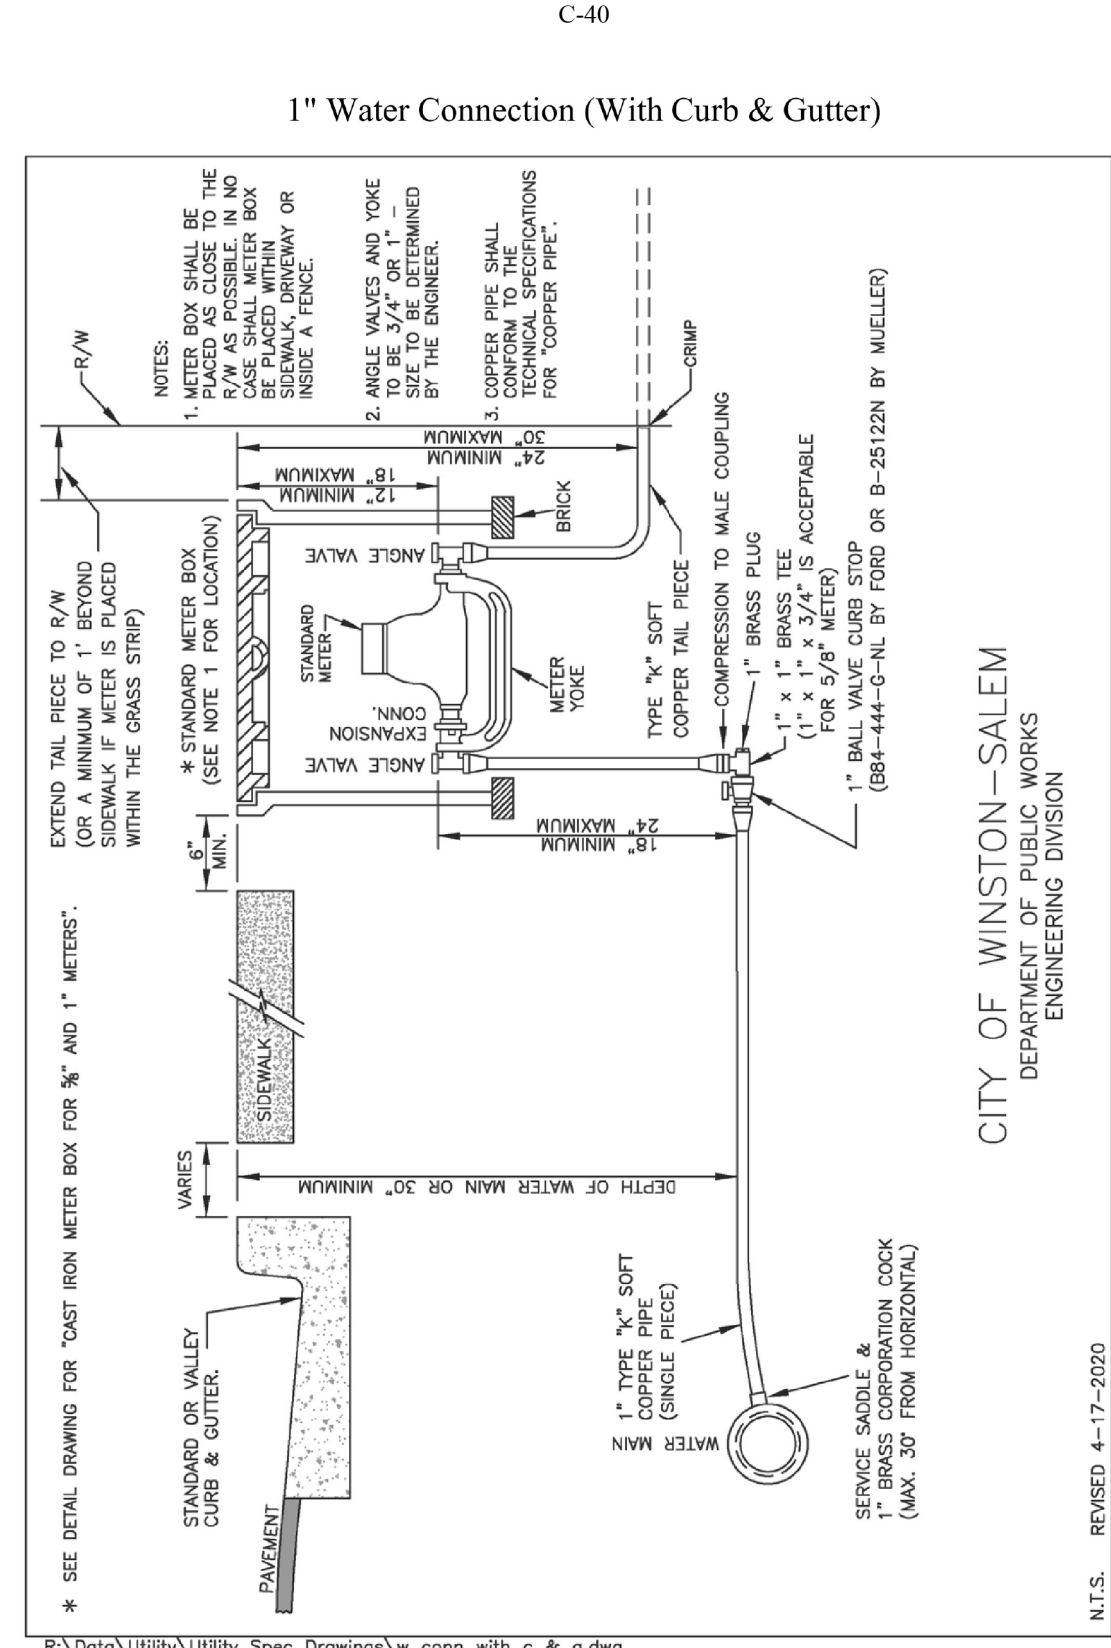 C-40
1" Water Connection (With Curb & Gutter)
* SEE DETAIL DRAWING FOR "CAST IRON METER BOX FOR ⅝" AND 1" METERS".
EXTEND TAIL PIECE TO R/W
(OR A MINIMUM OF 1' BEYOND
SIDEWALK IF METER IS PLACED
WITHIN THE GRASS STRIP)
R/W
NOTES:
1. METER BOX SHALL BE
PLACED AS CLOSE TO THE
R/W AS POSSIBLE. IN NO
CASE SHALL METER BOX
BE PLACED WITHIN
SIDEWALK, DRIVEWAY OR
INSIDE A FENCE.
2. ANGLE VALVES AND YOKE
TO BE 3/4" OR 1" –
SIZE TO BE DETERMINED
BY THE ENGINEER.
3. COPPER PIPE SHALL
CONFORM TO THE
TECHNICAL SPECIFICATIONS
FOR "COPPER PIPE".
STANDARD OR VALLEY
CURB & GUTTER.
PAVEMENT
VARIES
SIDEWALK
6"
MIN.
* STANDARD METER BOX
(SEE NOTE 1 FOR LOCATION)
STANDARD
METER
ANGLE VALVE
EXPANSION
CONN.
ANGLE VALVE
METER
YOKE
BRICK
12" MINIMUM
18" MAXIMUM
24" MINIMUM
30" MAXIMUM
18" MINIMUM
24" MAXIMUM
DEPTH OF WATER MAIN OR 30" MINIMUM
CRIMP
TYPE "K" SOFT
COPPER TAIL PIECE
COMPRESSION TO MALE COUPLING
1" BRASS PLUG
1" x 1" BRASS TEE
(1" x 1" x 3/4" IS ACCEPTABLE
FOR 5/8" METER)
1" BALL VALVE CURB STOP
(B84-444-G-NL BY FORD OR B-25122N BY MUELLER)
1" TYPE "K" SOFT
COPPER PIPE
(SINGLE PIECE)
WATER MAIN
SERVICE SADDLE &
1" BRASS CORPORATION COCK
(MAX. 30° FROM HORIZONTAL)
CITY OF WINSTON-SALEM
DEPARTMENT OF PUBLIC WORKS
ENGINEERING DIVISION
N.T.S. REVISED 4-17-2020
R:\Data\Utility\Utility Spec Drawings\w conn with c & g.dwg